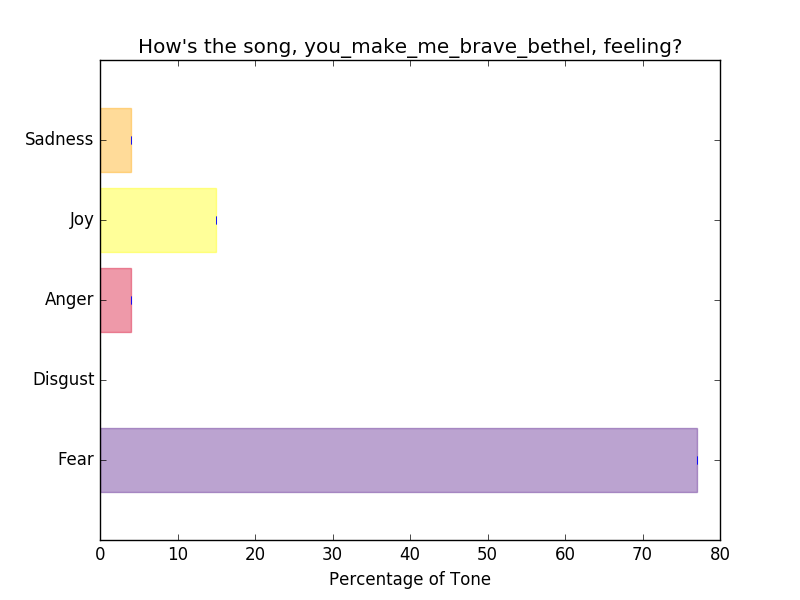 How's the song, you_make_me_brave_bethel, feeling?
Sadness
Joy
Anger
Disgust
Fear
0 10 20 30 40 50 60 70 80
Percentage of Tone